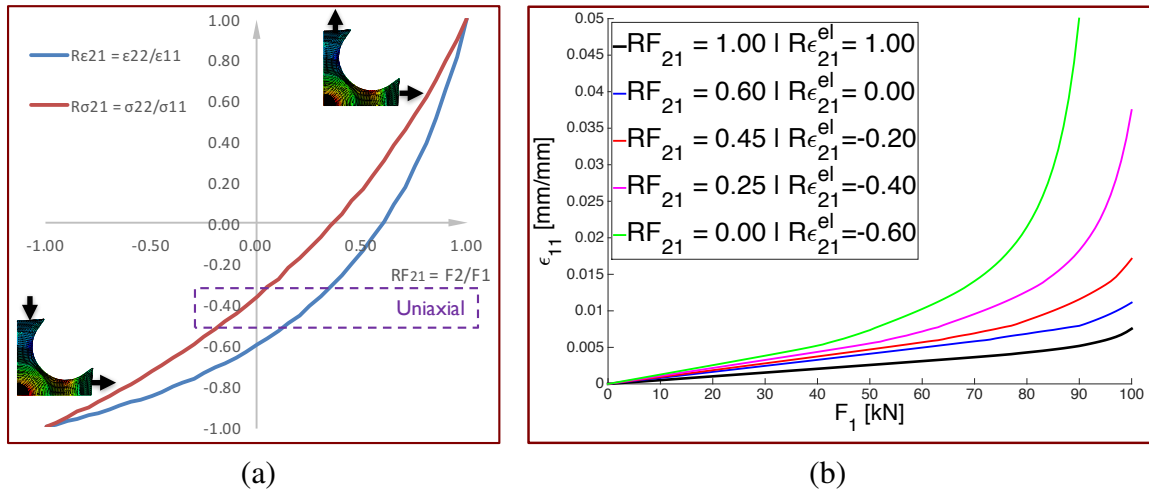 1.00
Rε21 = ε22/ε11
0.80
0.60
Rσ21 = σ22/σ11
0.40
0.20
0.00
-1.00
-0.50
0.00
0.50
1.00
-0.20
RF21 = F2/F1
-0.40
Uniaxial
-0.60
-0.80
-1.00
(a)
0.05
0.045
0.04
0.035
0.03
0.025
0.02
0.015
0.01
0.005
0
RF21 = 1.00 | Rϵ21el = 1.00
RF21 = 0.60 | Rϵ21el = 0.00
RF21 = 0.45 | Rϵ21el=-0.20
RF21 = 0.25 | Rϵ21el=-0.40
RF21 = 0.00 | Rϵ21el=-0.60
ϵ11 [mm/mm]
0 10 20 30 40 50 60 70 80 90 100
F1 [kN]
(b)